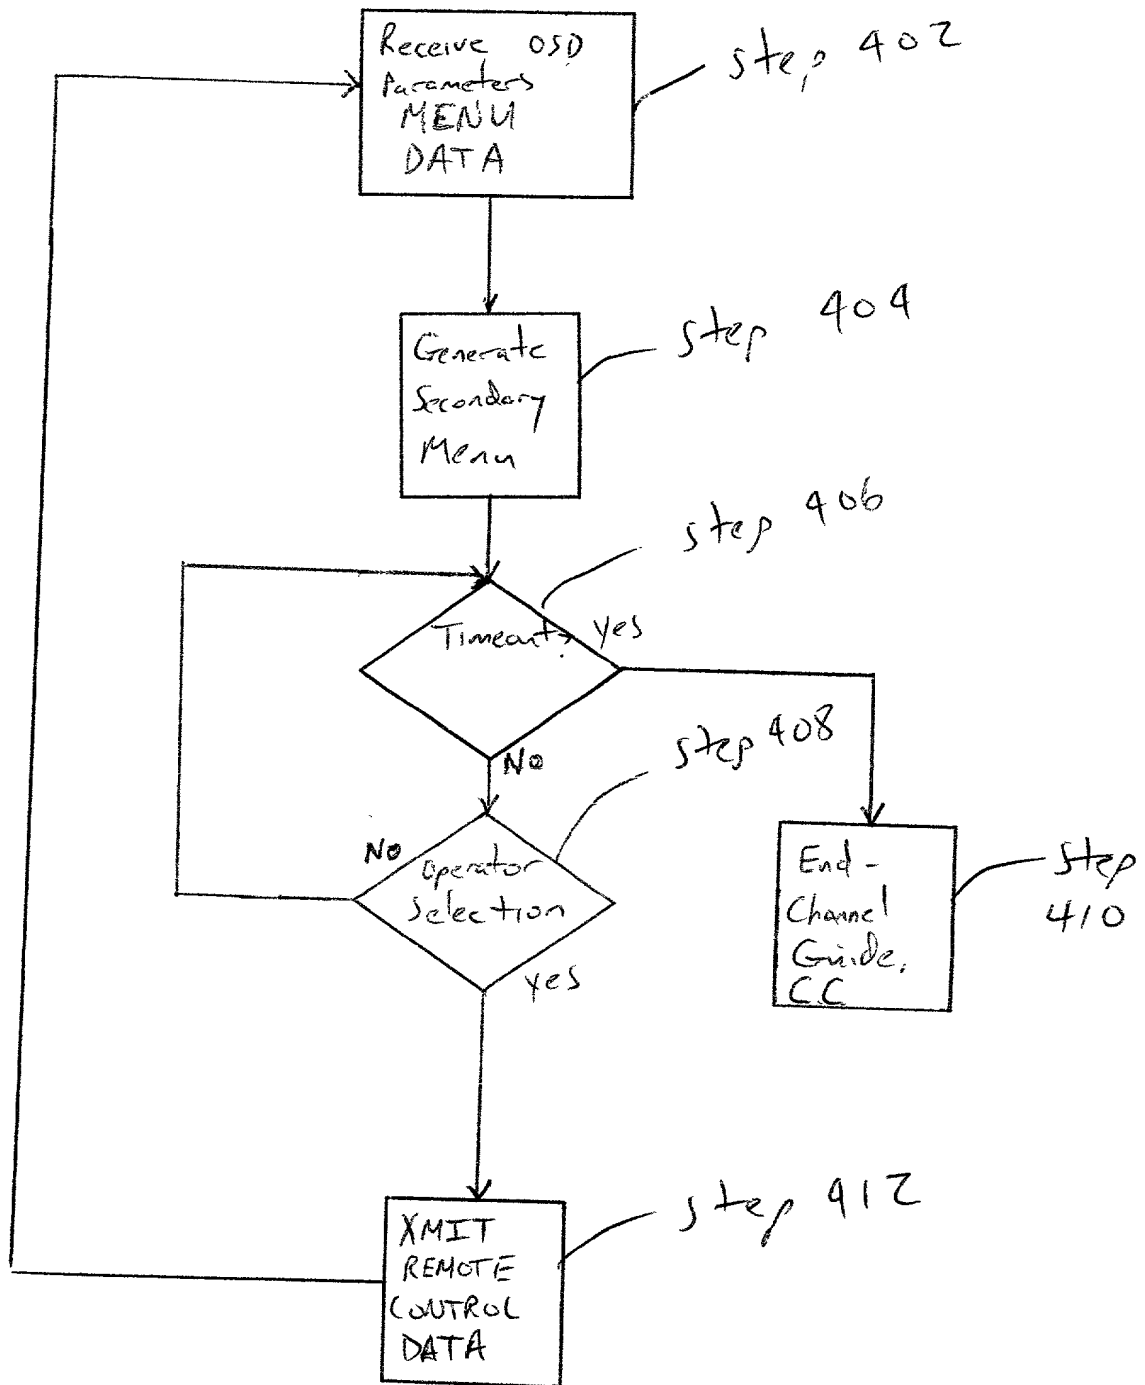 Receive OSD
Parameters
MENU
DATA
step 402
Generate
Secondary
Menu
step 404
step 406
Timeout?
yes
No
step 408
No
Operator
Selection
yes
End-
Channel
Guide,
CC
step
410
XMIT
REMOTE
CONTROL
DATA
step 412